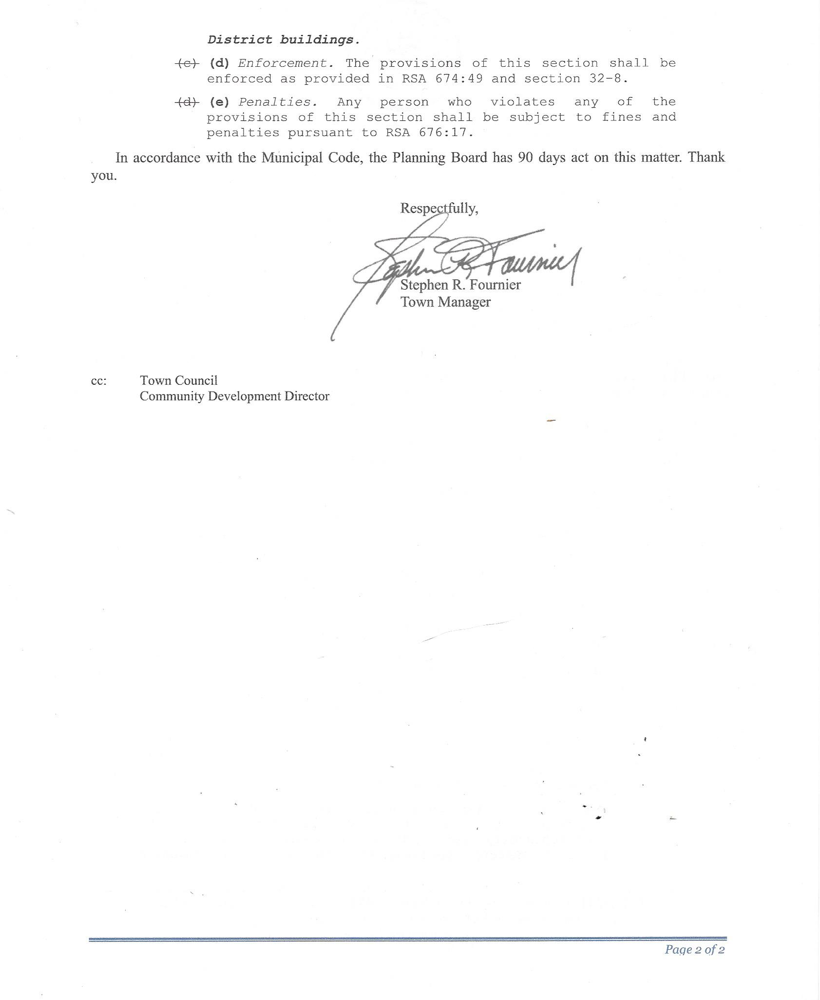 District buildings.
(c) (d) Enforcement. The provisions of this section shall be
enforced as provided in RSA 674:49 and section 32-8.
(d) (e) Penalties. Any person who violates any of the
provisions of this section shall be subject to fines and
penalties pursuant to RSA 676:17.
In accordance with the Municipal Code, the Planning Board has 90 days act on this matter. Thank
you.
Respectfully,
Stephen R. Fournier
Stephen R. Fournier
Town Manager
cc: Town Council
Community Development Director
Page 2 of 2